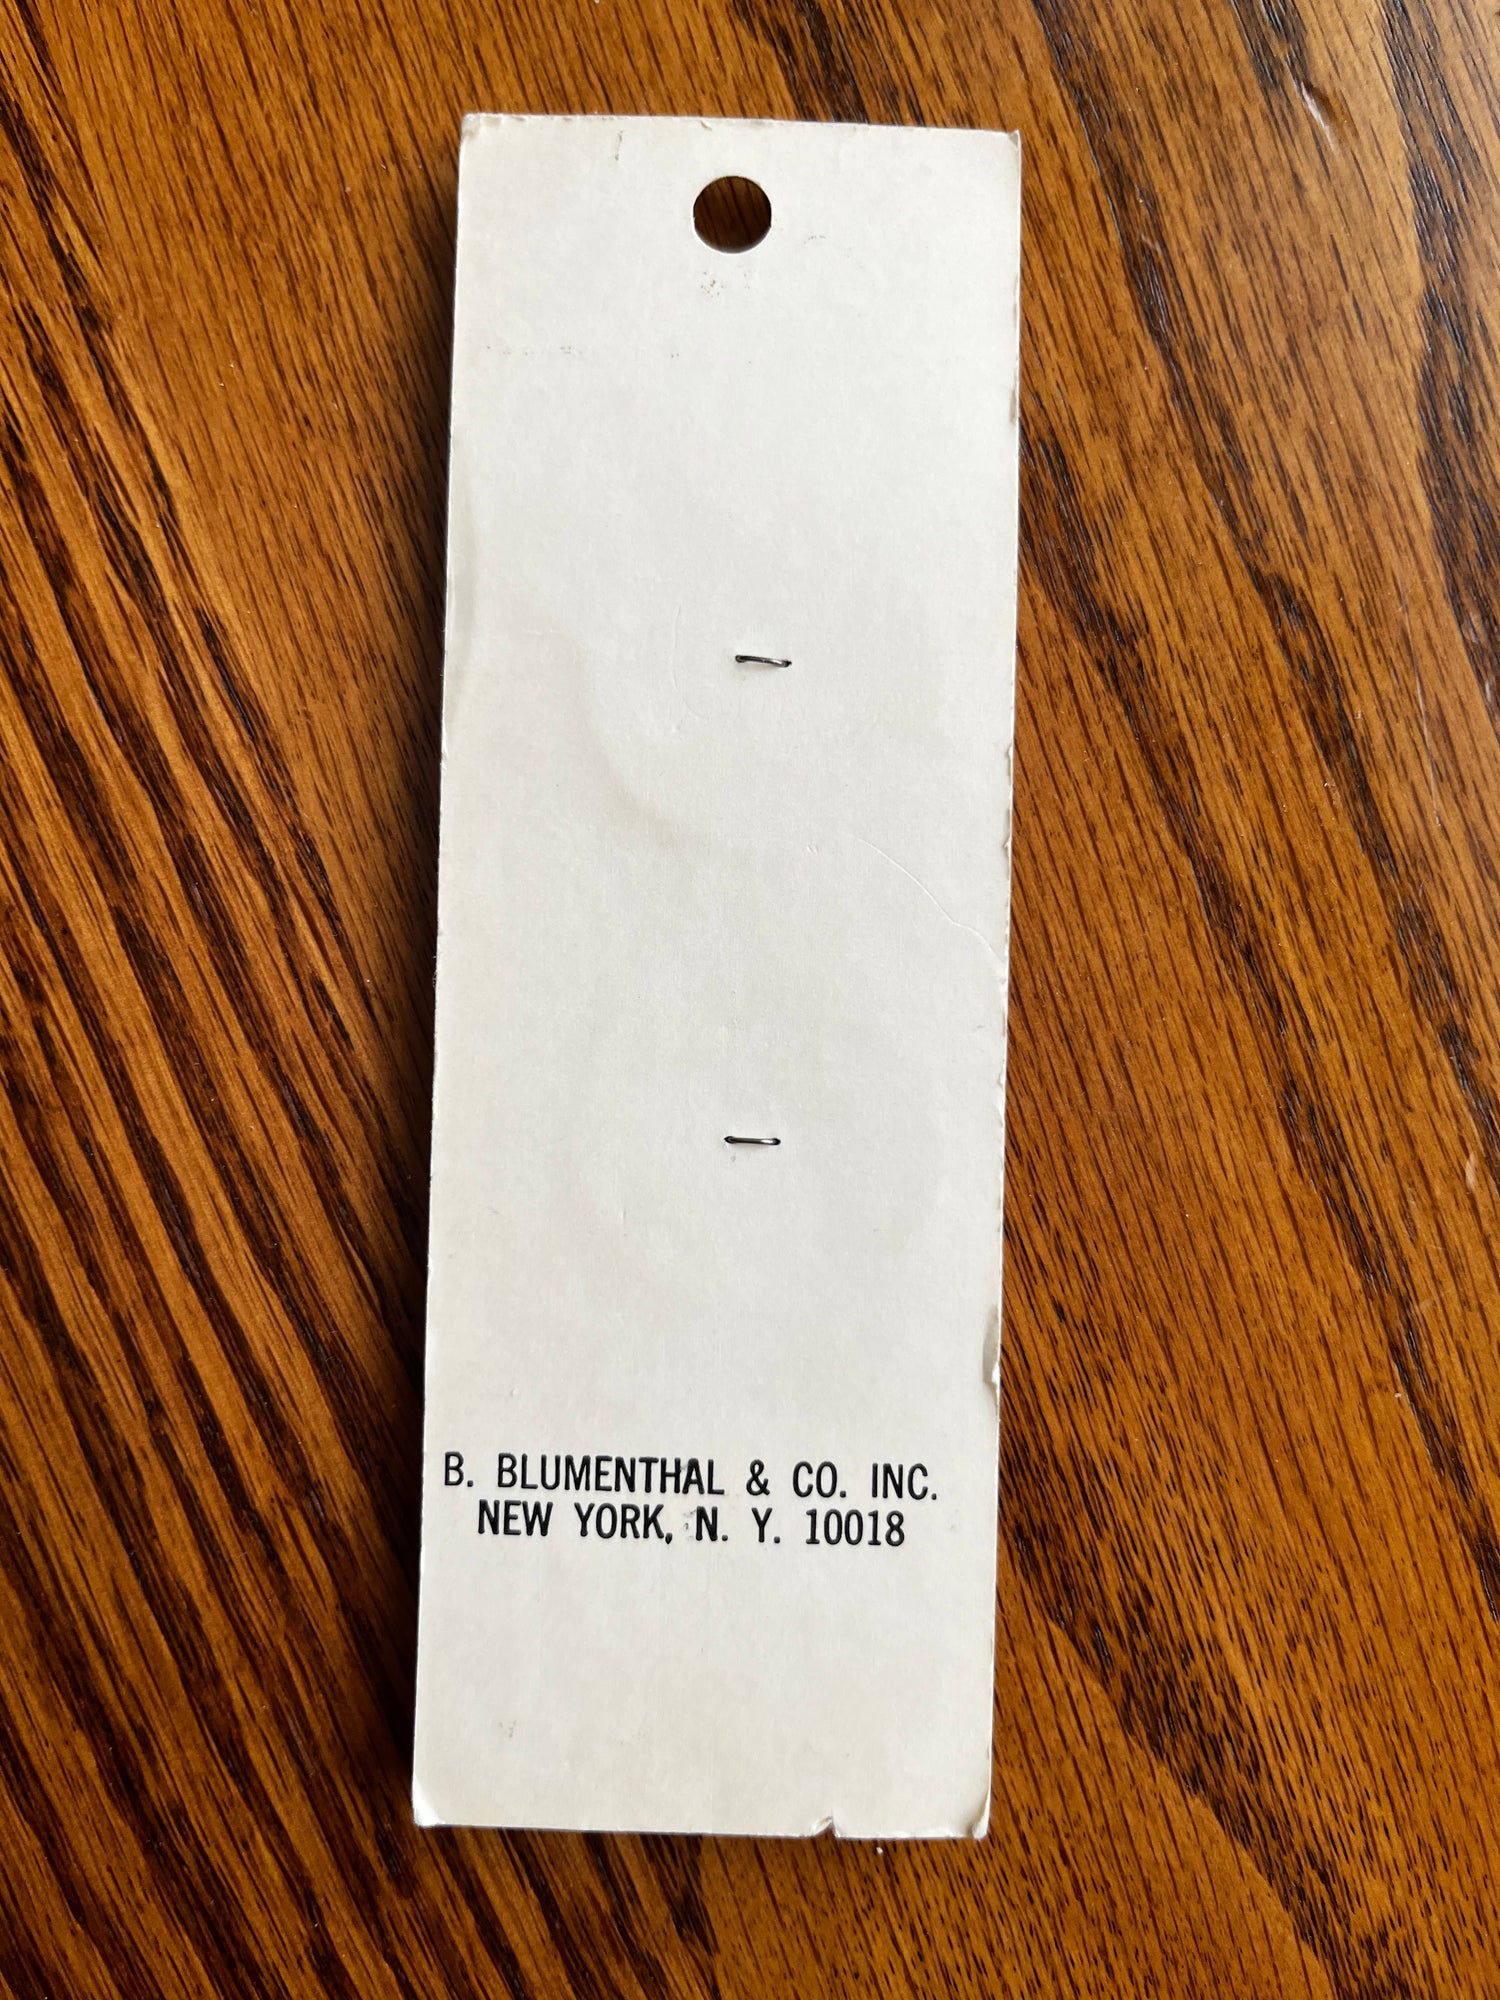 B. BLUMENTHAL & CO. INC.
NEW YORK, N. Y. 10018